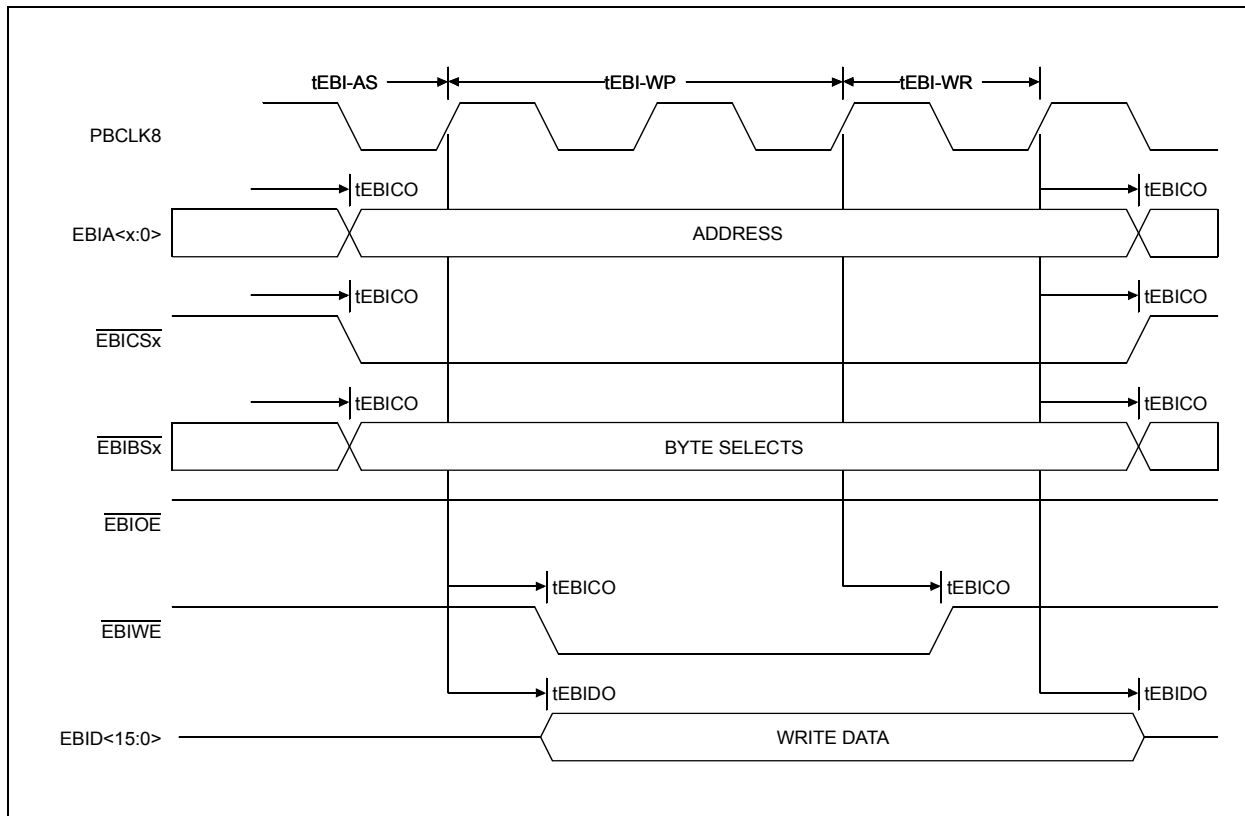 tEBI-AS tEBI-WP tEBI-WR
PBCLK8
tEBICO tEBICO
EBIA<x:0> ADDRESS
tEBICO tEBICO
EBICSx
tEBICO tEBICO
EBIBSx BYTE SELECTS
EBIOE
tEBICO tEBICO
EBIWE
tEBIDO tEBIDO
EBID<15:0> WRITE DATA